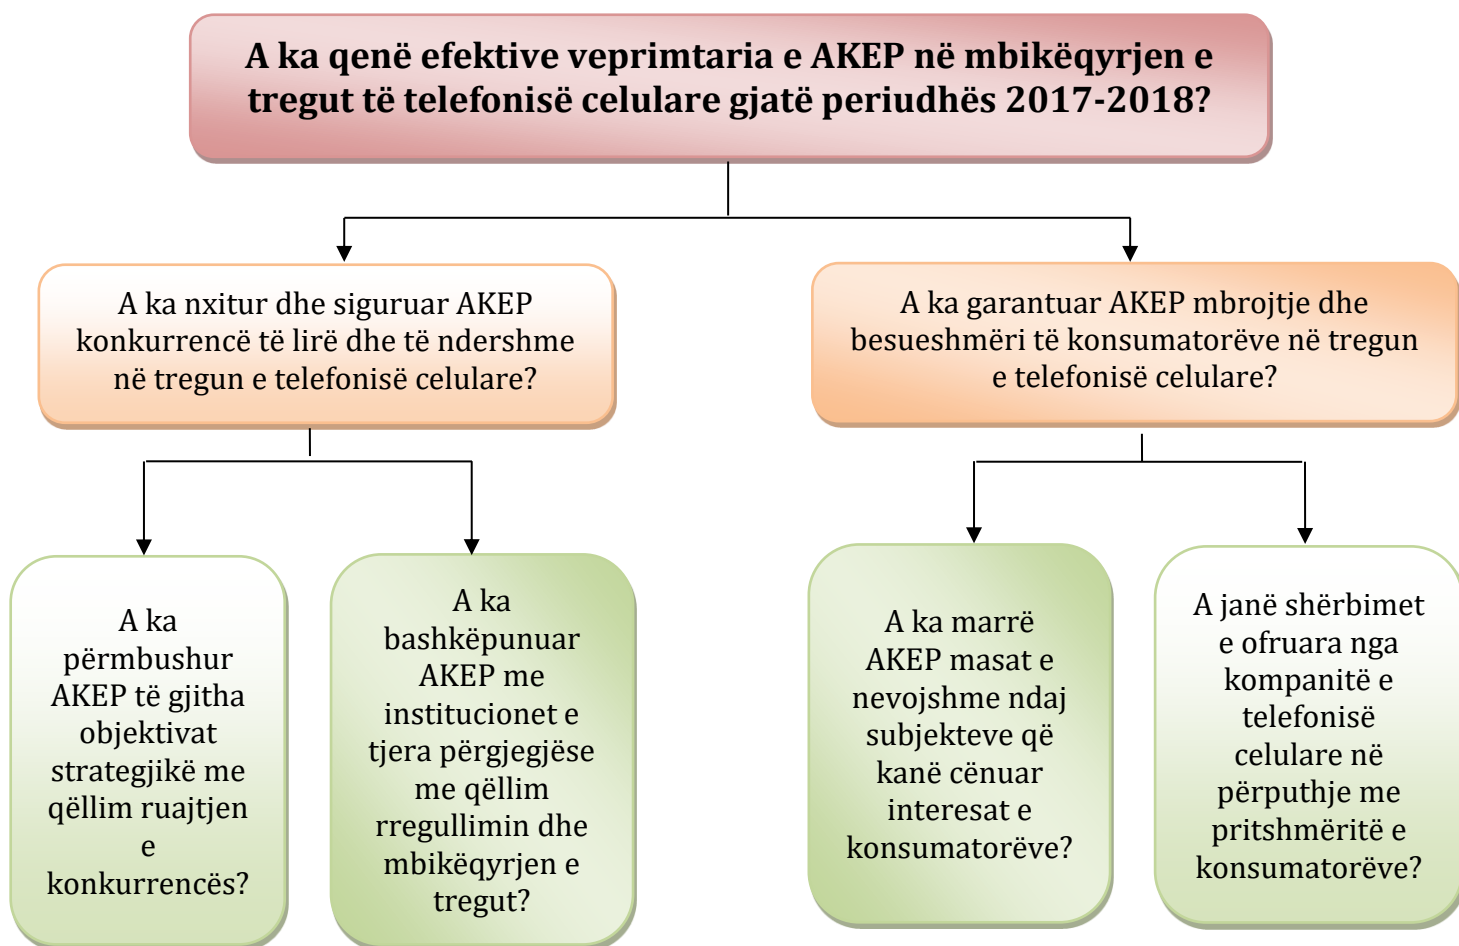 A ka qenë efektive veprimtaria e AKEP në mbikëqyrjen e
tregut të telefonisë celulare gjatë periudhës 2017-2018?
A ka nxitur dhe siguruar AKEP
konkurrencë të lirë dhe të ndershme
në tregun e telefonisë celulare?
A ka garantuar AKEP mbrojtje dhe
besueshmëri të konsumatorëve në tregun
e telefonisë celulare?
A ka
përmbushur
AKEP të gjitha
objektivat
strategjikë me
qëllim ruajtjen
e
konkurrencës?
A ka
bashkëpunuar
AKEP me
institucionet e
tjera përgjegjëse
me qëllim
rregullimin dhe
mbikëqyrjen e
tregut?
A ka marrë
AKEP masat e
nevojshme ndaj
subjekteve që
kanë cënuar
interesat e
konsumatorëve?
A janë shërbimet
e ofruara nga
kompanitë e
telefonisë
celulare në
përputhje me
pritshmëritë e
konsumatorëve?